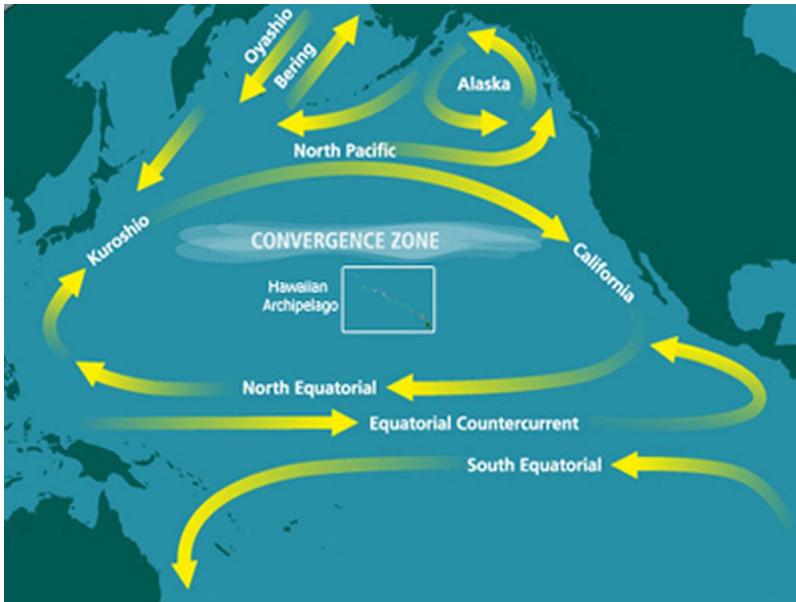 Oyashio
Bering
Alaska
North Pacific
Kuroshio
CONVERGENCE ZONE
California
Hawaiian
Archipelago
North Equatorial
Equatorial Countercurrent
South Equatorial